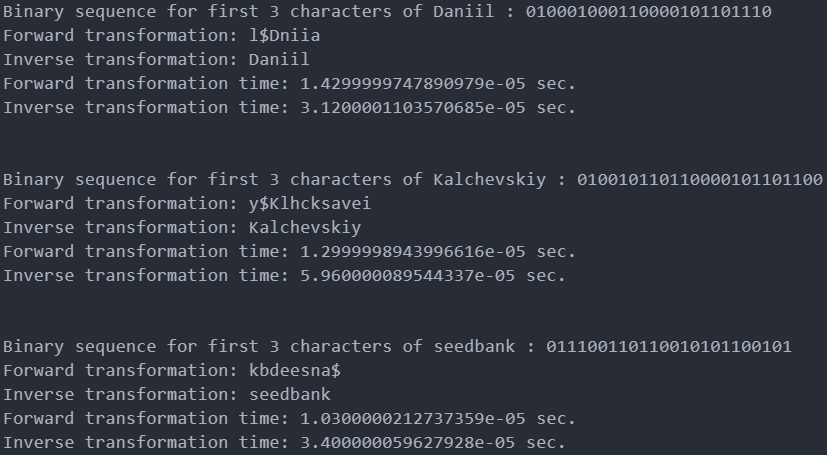 Binary sequence for first 3 characters of Daniil : 010001000110000101101110
Forward transformation: l$Dniia
Inverse transformation: Daniil
Forward transformation time: 1.4299999747890979e-05 sec.
Inverse transformation time: 3.1200001103570685e-05 sec.
Binary sequence for first 3 characters of Kalchevskiy : 010010110110000101101100
Forward transformation: y$Klhcksavei
Inverse transformation: Kalchevskiy
Forward transformation time: 1.2999998943996616e-05 sec.
Inverse transformation time: 5.960000089544337e-05 sec.
Binary sequence for first 3 characters of seedbank : 011100110110010101100101
Forward transformation: kbdeesna$
Inverse transformation: seedbank
Forward transformation time: 1.0300000212737359e-05 sec.
Inverse transformation time: 3.400000059627928e-05 sec.